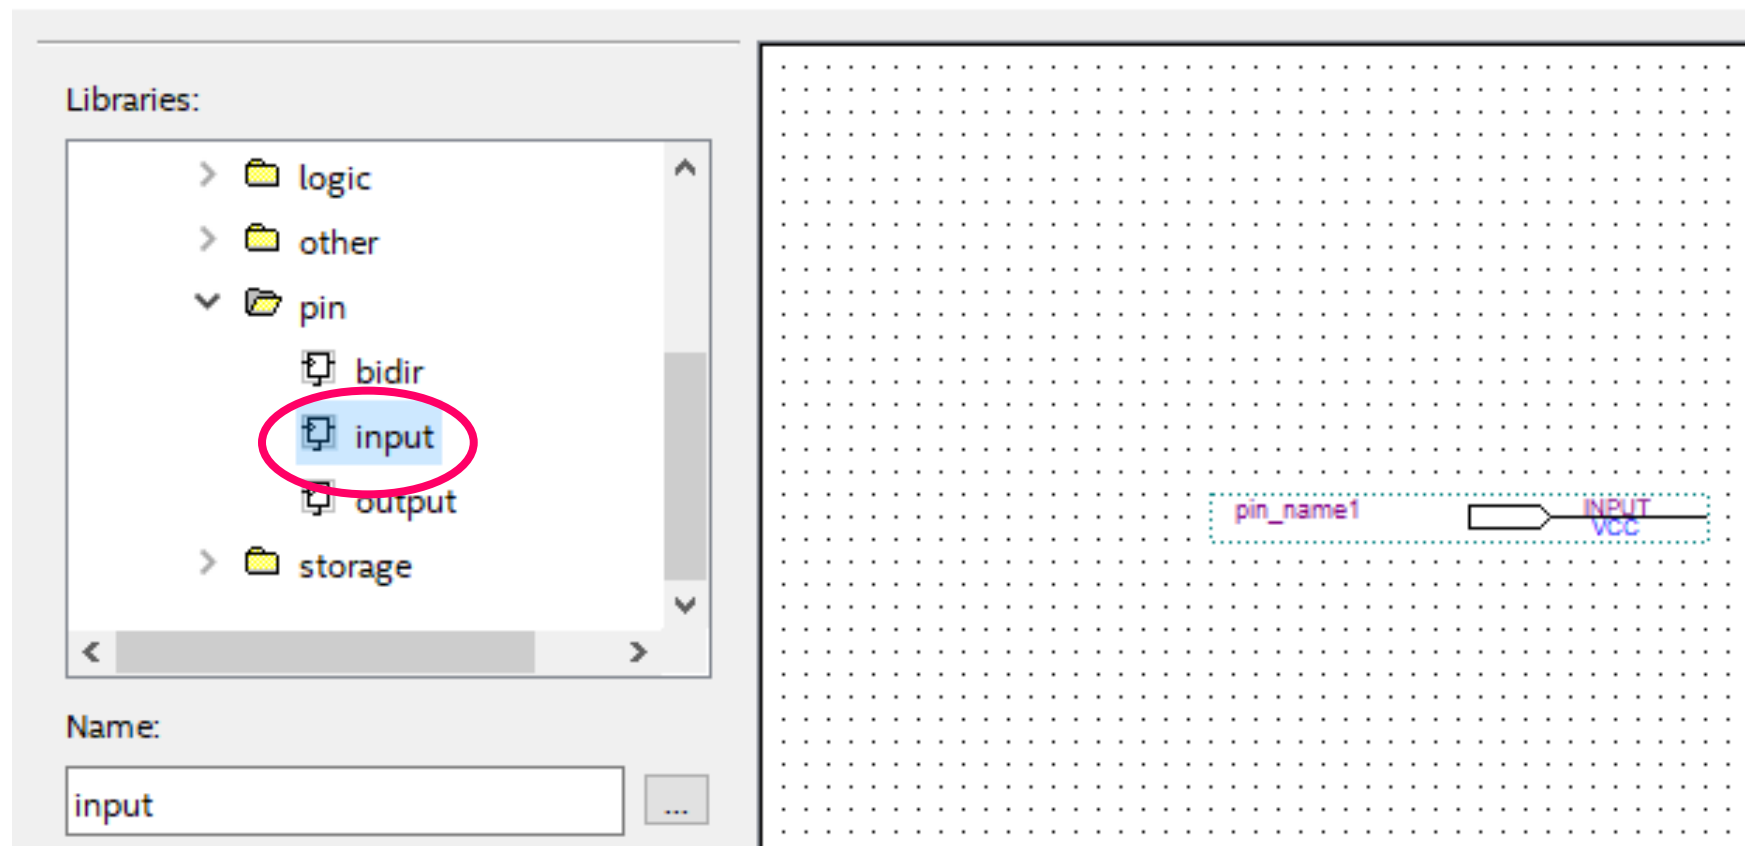 Libraries:
logic
other
pin
bidir
input
output
storage
Name:
input
...
pin_name1
INPUT
VCC